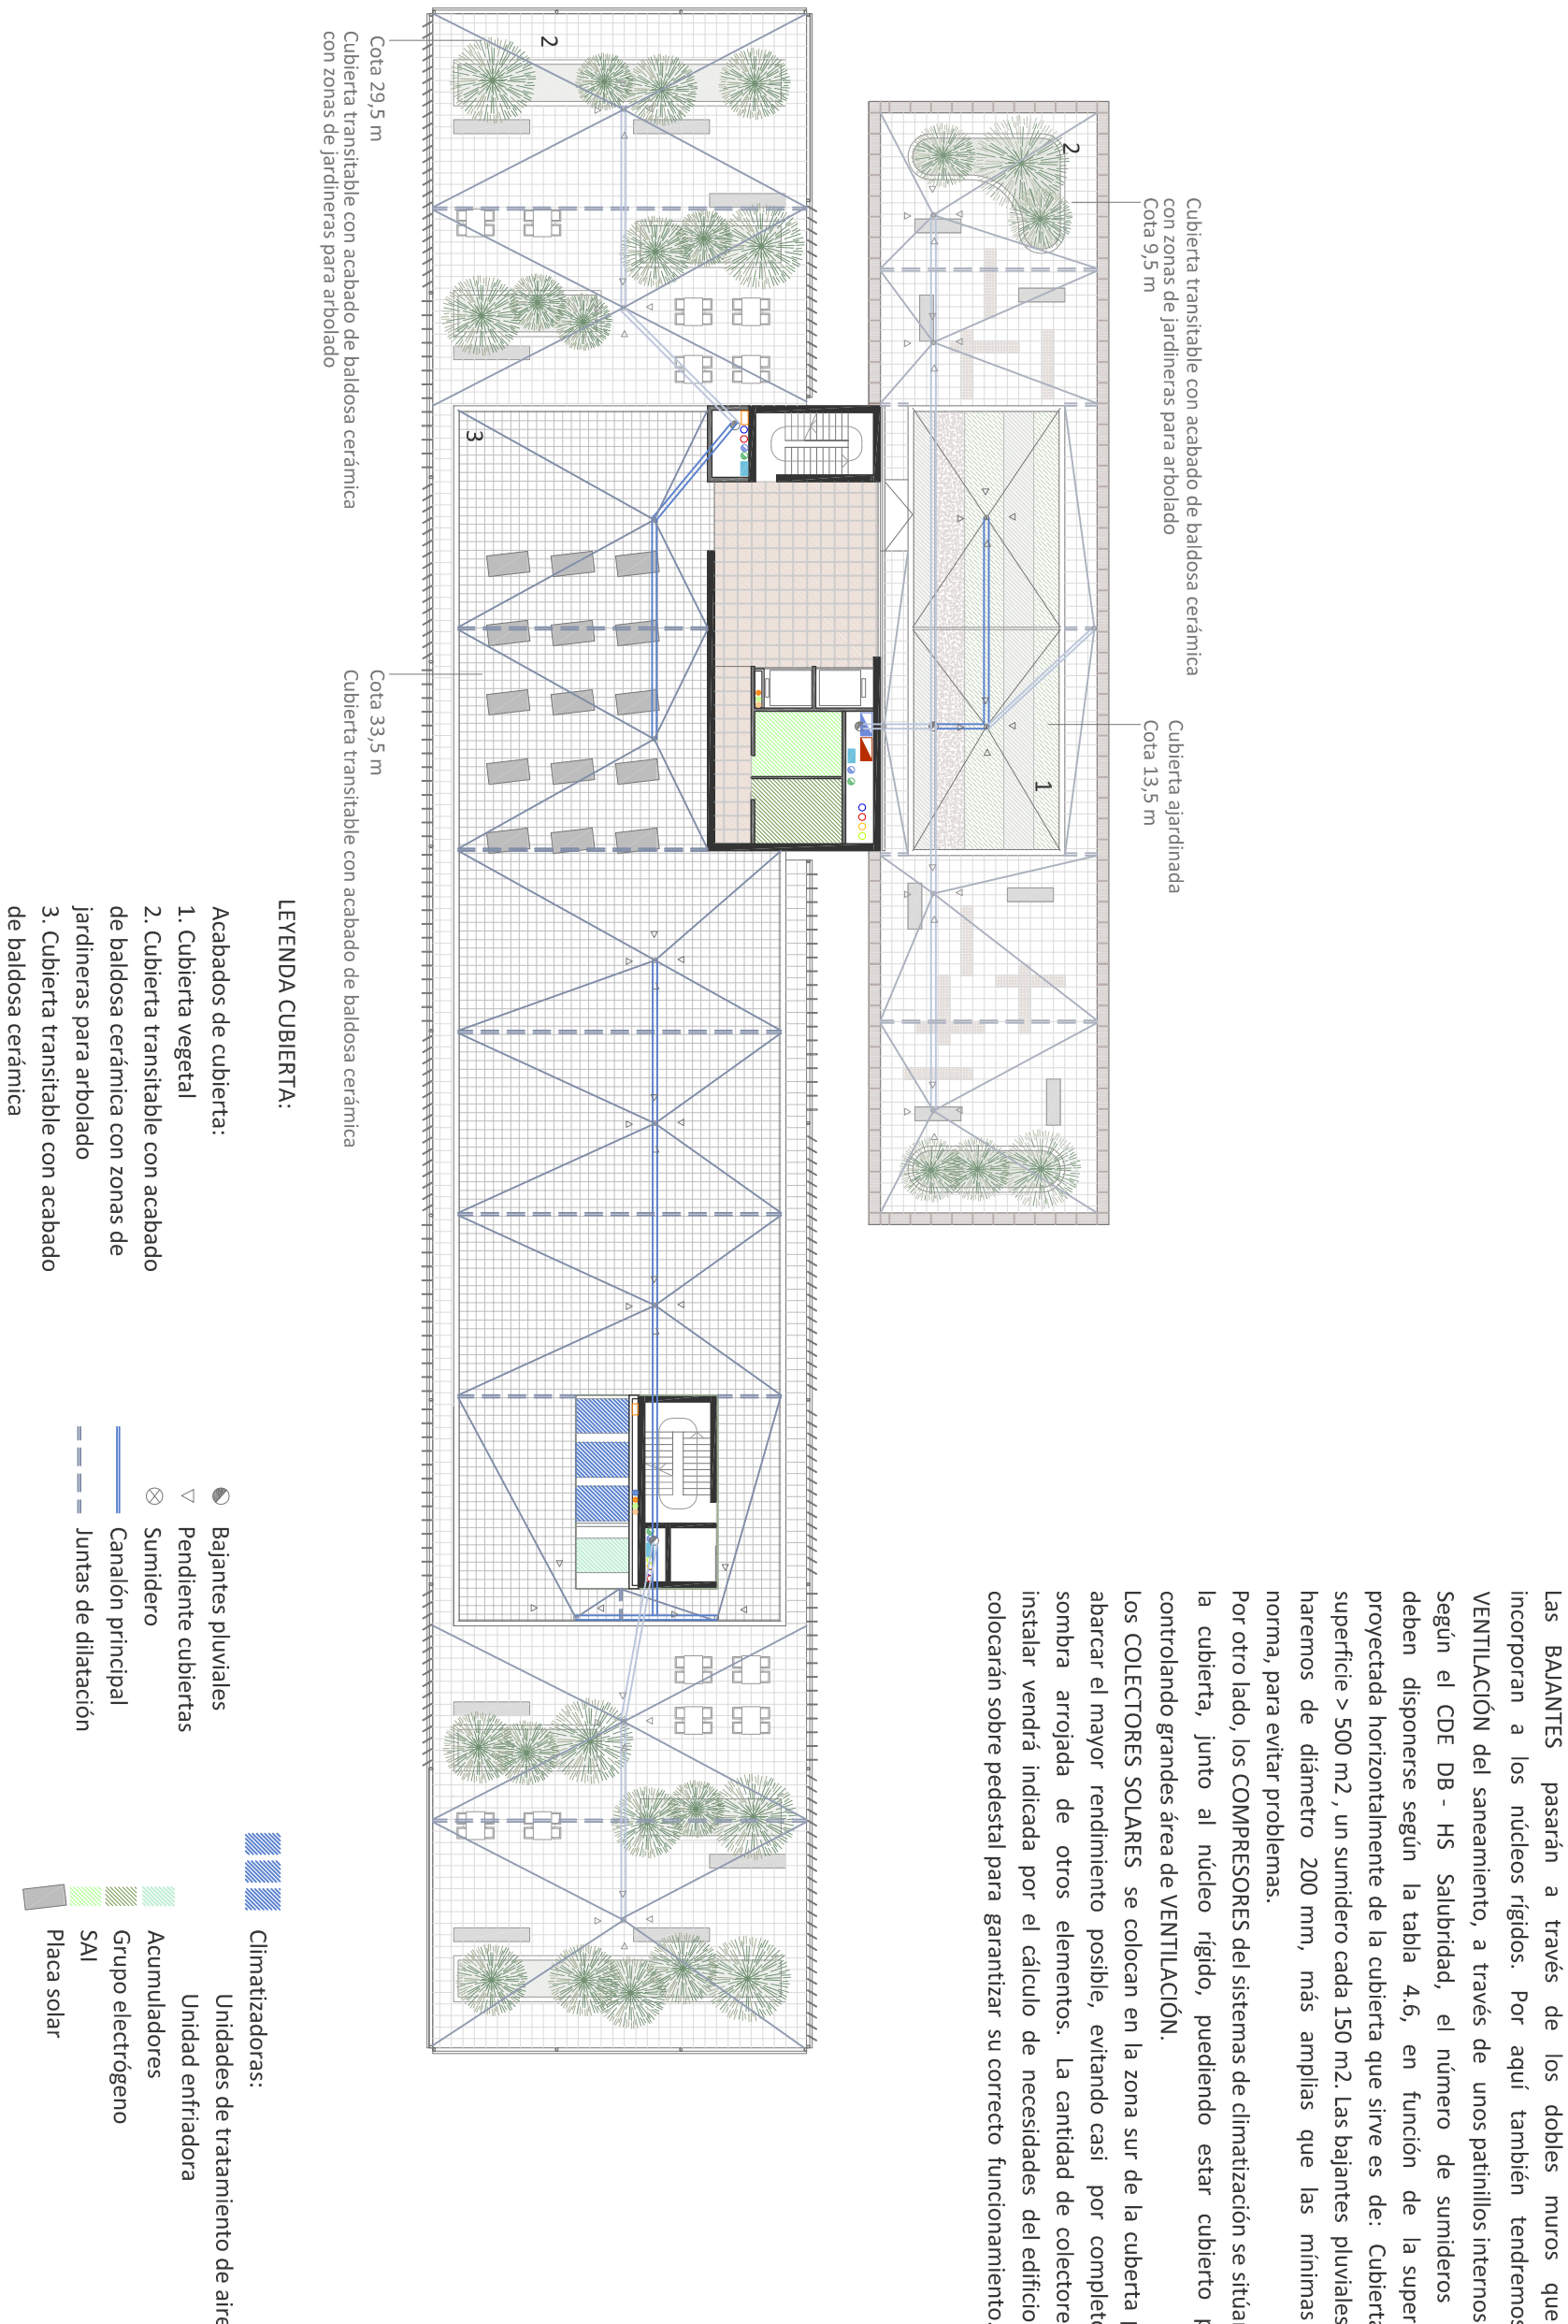 Las BAJANTES pasarán a través de los dobles muros que
incorporan a los núcleos rígidos. Por aquí también tendremos
VENTILACIÓN del saneamiento, a través de unos patinillos internos
Según el CDE DB - HS Salubridad, el número de sumideros
deben disponerse según la tabla 4.6, en función de la super
proyectada horizontalmente de la cubierta que sirve es de: Cubierta
superficie > 500 m2 , un sumidero cada 150 m2. Las bajantes pluviales
haremos de diámetro 200 mm, más amplias que las mínimas
norma, para evitar problemas.
Por otro lado, los COMPRESORES del sistemas de climatización se sitúa
la cubierta, junto al núcleo rígido, puediendo estar cubierto p
controlando grandes área de VENTILACIÓN.
Los COLECTORES SOLARES se colocan en la zona sur de la cuberta
abarcar el mayor rendimiento posible, evitando casi por complet
sombra arrojada de otros elementos. La cantidad de colectore
instalar vendrá indicada por el cálculo de necesidades del edificio
colocarán sobre pedestal para garantizar su correcto funcionamiento.
Cubierta transitable con acabado de baldosa cerámica
con zonas de jardineras para arbolado
Cota 9,5 m
Cubierta ajardinada
Cota 13,5 m
2
1
2
3
Cota 29,5 m
Cubierta transitable con acabado de baldosa cerámica
con zonas de jardineras para arbolado
Cota 33,5 m
Cubierta transitable con acabado de baldosa cerámica
LEYENDA CUBIERTA:
Acabados de cubierta:
1. Cubierta vegetal
2. Cubierta transitable con acabado
de baldosa cerámica con zonas de
jardineras para arbolado
3. Cubierta transitable con acabado
de baldosa cerámica
Bajantes pluviales
Pendiente cubiertas
Sumidero
Canalón principal
Juntas de dilatación
Climatizadoras:
Unidades de tratamiento de aire
Unidad enfriadora
Acumuladores
Grupo electrógeno
SAI
Placa solar